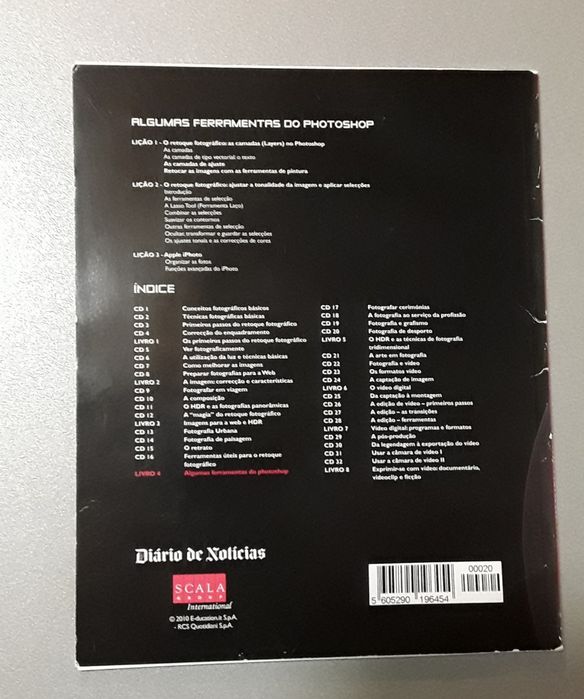 ALGUMAS FERRAMENTAS DO PHOTOSHOP
LIÇÃO 1 - O retoque fotográfico: as camadas (Layers) no Photoshop
As camadas
As camadas de tipo vectorial: o texto
As camadas de ajuste
Retocar as imagens com as ferramentas de pintura
LIÇÃO 2 - O retoque fotográfico: ajustar a tonalidade da imagem e aplicar selecções
Introdução
As ferramentas de selecção
A Lasso Tool (Ferramenta Laço)
Combinar as selecções
Suavizar os contornos
Outras ferramentas de selecção
Ocultar, transformar e guardar as selecções
Os ajustes tonais e as correcções de cores
LIÇÃO 3 - Apple iPhoto
Organizar as fotos
Funções avançadas do iPhoto
ÍNDICE
CD 1 Conceitos fotográficos básicos
CD 2 Técnicas fotográficas básicas
CD 3 Primeiros passos do retoque fotográfico
CD 4 Correcção do enquadramento
LIVRO 1 Os primeiros passos do retoque fotográfico
CD 5 Ver fotograficamente
CD 6 A utilização da luz e técnicas básicas
CD 7 Como melhorar as imagens
CD 8 Preparar fotografias para a Web
LIVRO 2 A imagem: correcção e características
CD 9 Fotografar em viagem
CD 10 A composição
CD 11 O HDR e as fotografias panorâmicas
CD 12 A "magia" do retoque fotográfico
LIVRO 3 Imagens para a web e HDR
CD 13 Fotografia Urbana
CD 14 Fotografia de paisagem
CD 15 O retrato
CD 16 Ferramentas úteis para o retoque
fotográfico
LIVRO 4 Algumas ferramentas do photoshop
CD 17 Fotografar cerimónias
CD 18 A fotografia ao serviço da profissão
CD 19 Fotografia e grafismo
CD 20 Fotografia de desporto
LIVRO 5 O HDR e as técnicas de fotografia
tridimensional
CD 21 A arte em fotografia
CD 22 Fotografia e vídeo
CD 23 Os formatos vídeo
CD 24 A captação de imagem
LIVRO 6 O vídeo digital
CD 25 Da captação à montagem
CD 26 A edição de vídeo – primeiros passos
CD 27 A edição – as transições
CD 28 A edição – ferramentas
LIVRO 7 Vídeo digital: programas e formatos
CD 29 A pós-produção
CD 30 Da legendagem à exportação do vídeo
CD 31 Usar a câmara de vídeo I
CD 32 Usar a câmara de vídeo II
LIVRO 8 Exprimir-se com vídeo: documentário,
videoclip e ficção
Diário de Notícias
SCALA
GROUP
International
© 2010 E-ducation.it S.p.A.
- RCS Quotidiani S.p.A.
00020
5 605290 196454